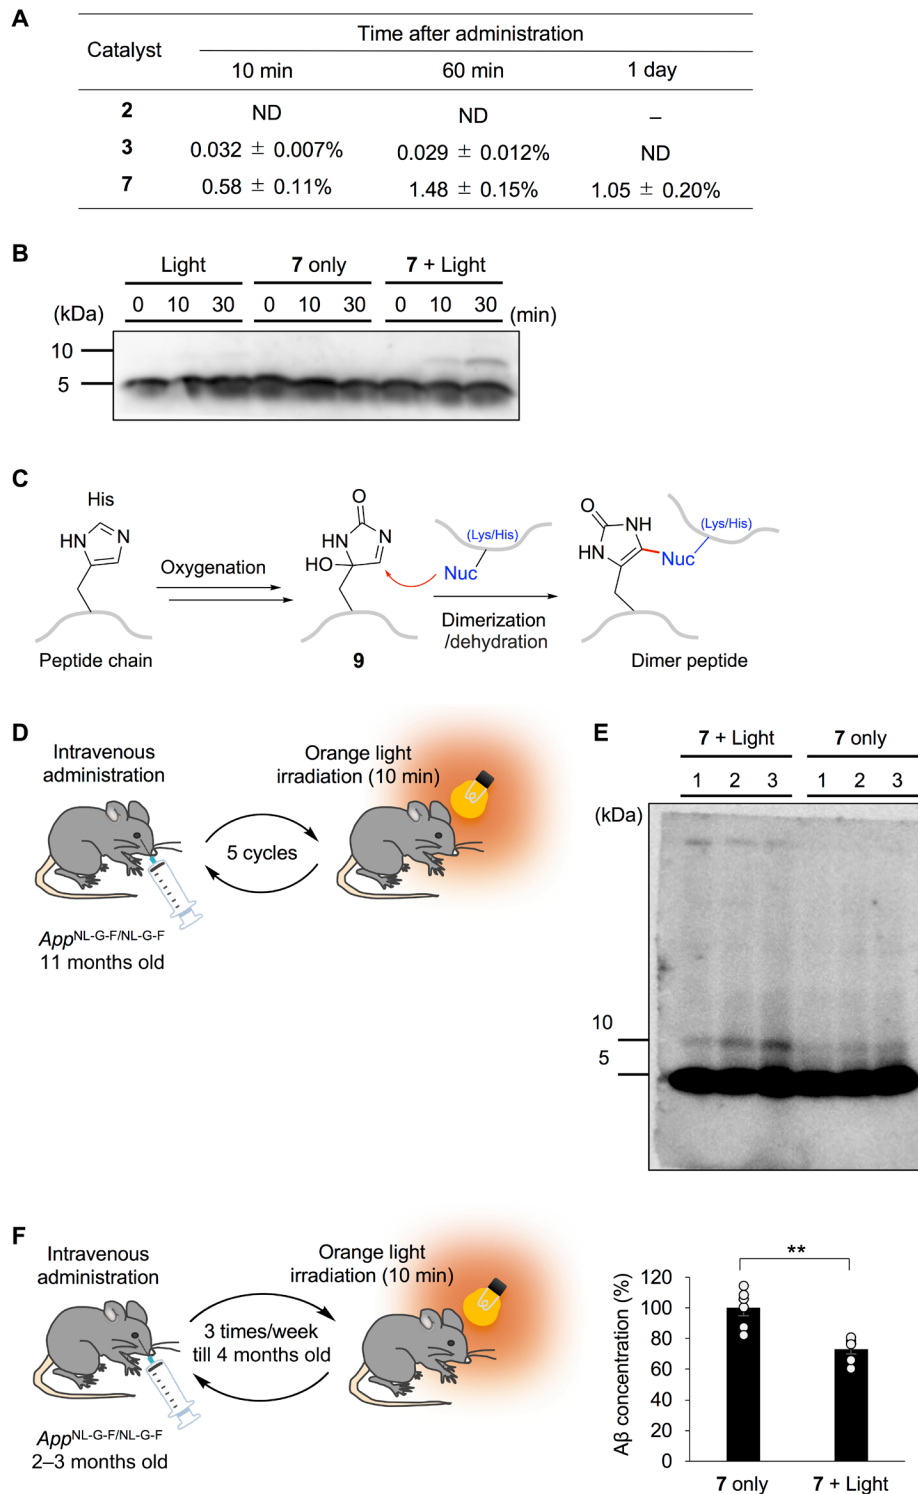 A
Catalyst
Time after administration
10 min 60 min 1 day
2 ND ND –
3 0.032 ± 0.007% 0.029 ± 0.012% ND
7 0.58 ± 0.11% 1.48 ± 0.15% 1.05 ± 0.20%
B
Light 7 only 7 + Light
(kDa) 0 10 30 0 10 30 0 10 30 (min)
10
5
C
His
HN N
Oxygenation
Peptide chain
O
HN N
HO
9
(Lys/His)
Nuc
Dimerization
/dehydration
O
NH
HN
Nuc
(Lys/His)
Dimer peptide
D
Intravenous
administration
App NL-G-F/NL-G-F
11 months old
5 cycles
Orange light
irradiation (10 min)
E
7 + Light 7 only
1 2 3 1 2 3
(kDa)
10
5
F
Intravenous
administration
App NL-G-F/NL-G-F
2–3 months old
3 times/week
till 4 months old
Orange light
irradiation (10 min)
**
Aβ concentration (%)
120
100
80
60
40
20
0
7 only 7 + Light